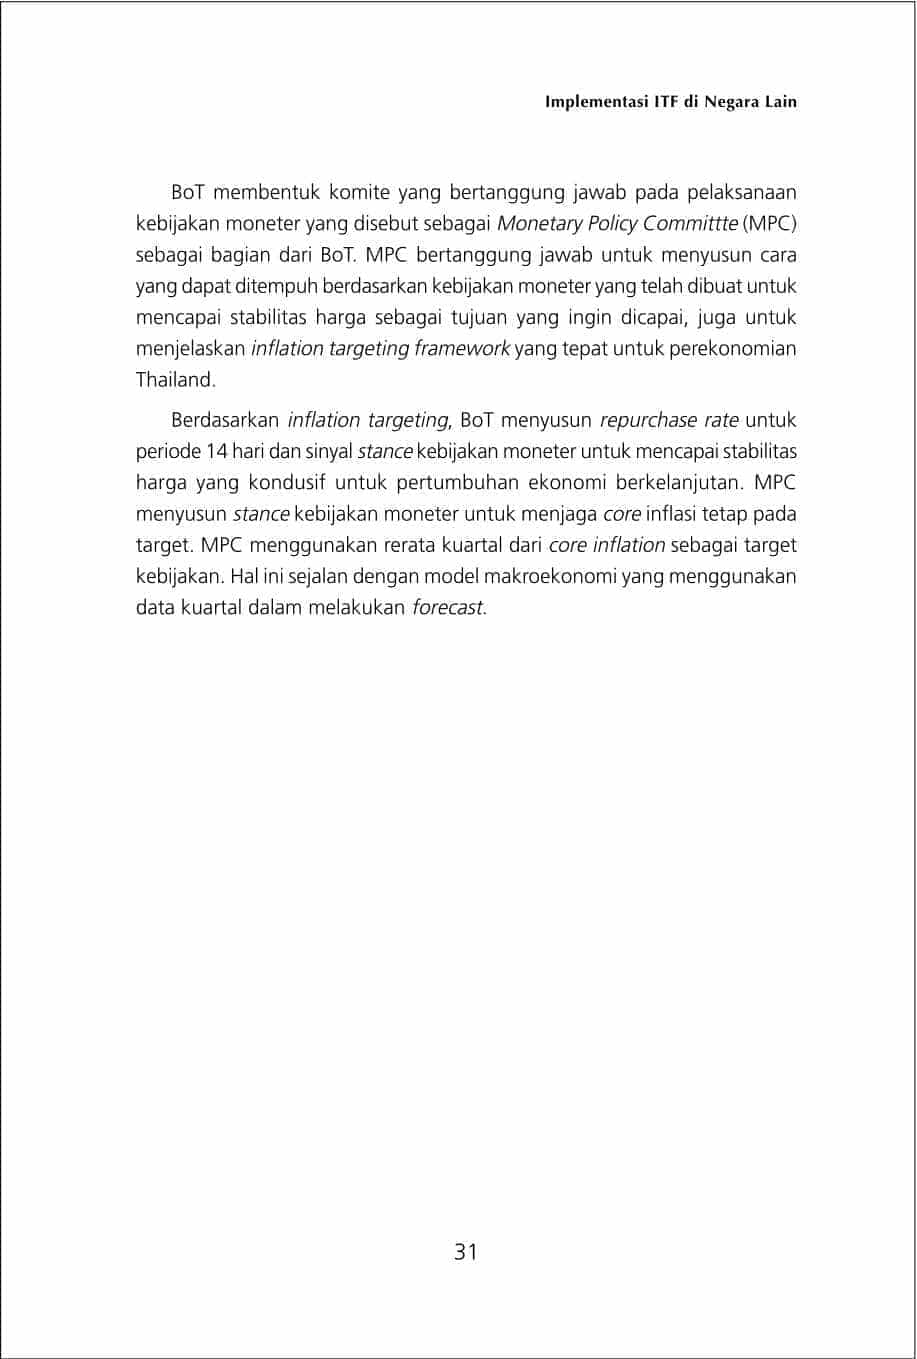 Implementasi ITF di Negara Lain
BoT membentuk komite yang bertanggung jawab pada pelaksanaan
kebijakan moneter yang disebut sebagai Monetary Policy Committte (MPC)
sebagai bagian dari BoT. MPC bertanggung jawab untuk menyusun cara
yang dapat ditempuh berdasarkan kebijakan moneter yang telah dibuat untuk
mencapai stabilitas harga sebagai tujuan yang ingin dicapai, juga untuk
menjelaskan inflation targeting framework yang tepat untuk perekonomian
Thailand.
Berdasarkan inflation targeting, BoT menyusun repurchase rate untuk
periode 14 hari dan sinyal stance kebijakan moneter untuk mencapai stabilitas
harga yang kondusif untuk pertumbuhan ekonomi berkelanjutan. MPC
menyusun stance kebijakan moneter untuk menjaga core inflasi tetap pada
target. MPC menggunakan rerata kuartal dari core inflation sebagai target
kebijakan. Hal ini sejalan dengan model makroekonomi yang menggunakan
data kuartal dalam melakukan forecast.
31